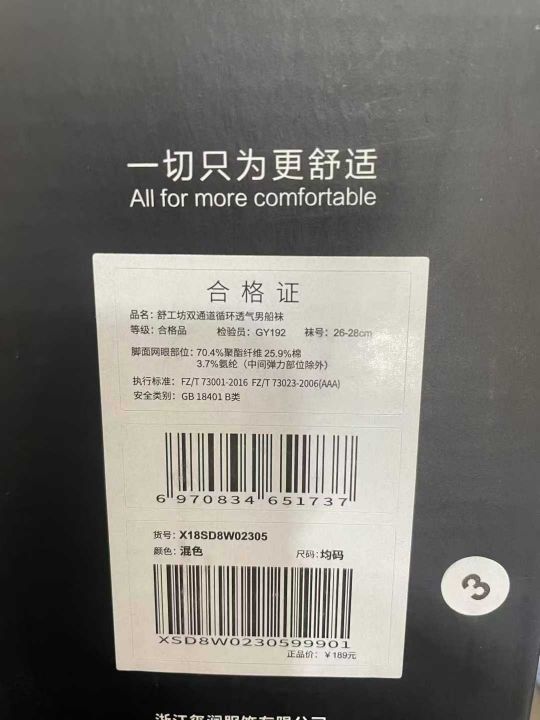 一切只为更舒适
All for more comfortable
合格证
品名：舒工坊双通道循环透气男船袜
等级：合格品 检验员：GY192 袜号：26-28cm
脚面网眼部位：70.4%聚酯纤维 25.9%棉
3.7%氨纶（中间弹力部位除外）
执行标准：FZ/T 73001-2016 FZ/T 73023-2006(AAA)
安全类别：GB 18401 B类
6 970834 651737
货号：X18SD8W02305
颜色：混色 尺码：均码
XSD8W0230599901
正品价：￥189元
3